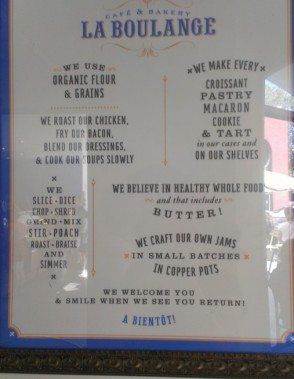 CAFÉ & BAKERY
LA BOULANGE
WE USE
ORGANIC FLOUR
& GRAINS
WE ROAST OUR CHICKEN,
FRY OUR BACON,
BLEND OUR DRESSINGS,
& COOK OUR SOUPS SLOWLY
WE MAKE EVERY
CROISSANT
PASTRY
MACARON
COOKIE
& TART
in our cases and
ON OUR SHELVES
WE
SLICE · DICE
CHOP · SHRED
GRIND · MIX
STIR · POACH
ROAST · BRAISE
AND
SIMMER
WE BELIEVE IN HEALTHY WHOLE FOOD
and that includes
BUTTER!
WE CRAFT OUR OWN JAMS
IN SMALL BATCHES
IN COPPER POTS
WE WELCOME YOU
& SMILE WHEN WE SEE YOU RETURN!
A BIENTÔT!